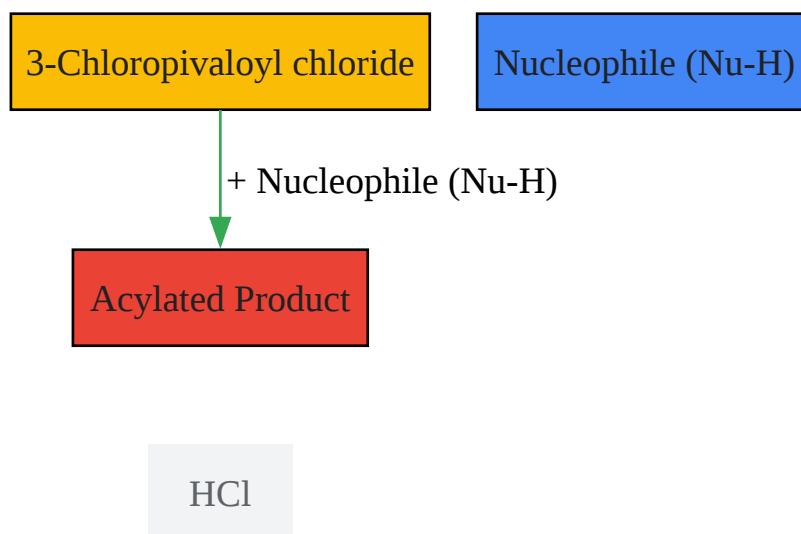 3-Chloropivaloyl chloride
Nucleophile (Nu-H)
+ Nucleophile (Nu-H)
Acylated Product
HCl